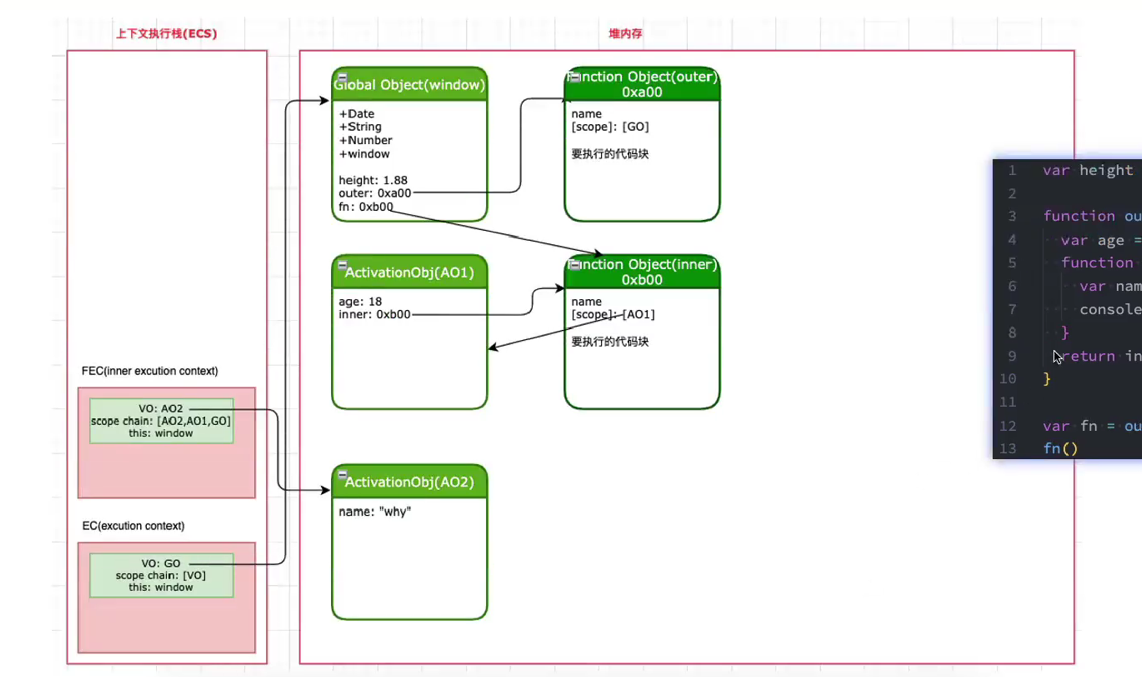 上下文执行栈(ECS)
堆内存
Global Object(window)
+Date
+String
+Number
+window
height: 1.88
outer: 0xa00
fn: 0xb00
Function Object(outer)
0xa00
name
[scope]: [GO]
要执行的代码块
ActivationObj(AO1)
age: 18
inner: 0xb00
Function Object(inner)
0xb00
name
[scope]: [AO1]
要执行的代码块
FEC(inner excution context)
VO: AO2
scope chain: [AO2,AO1,GO]
this: window
ActivationObj(AO2)
name: "why"
EC(excution context)
VO: GO
scope chain: [VO]
this: window
1 var height
2
3 function ou
4 var age =
5 function
6 var nam
7 console
8 }
9 return in
10 }
11
12 var fn = ou
13 fn()